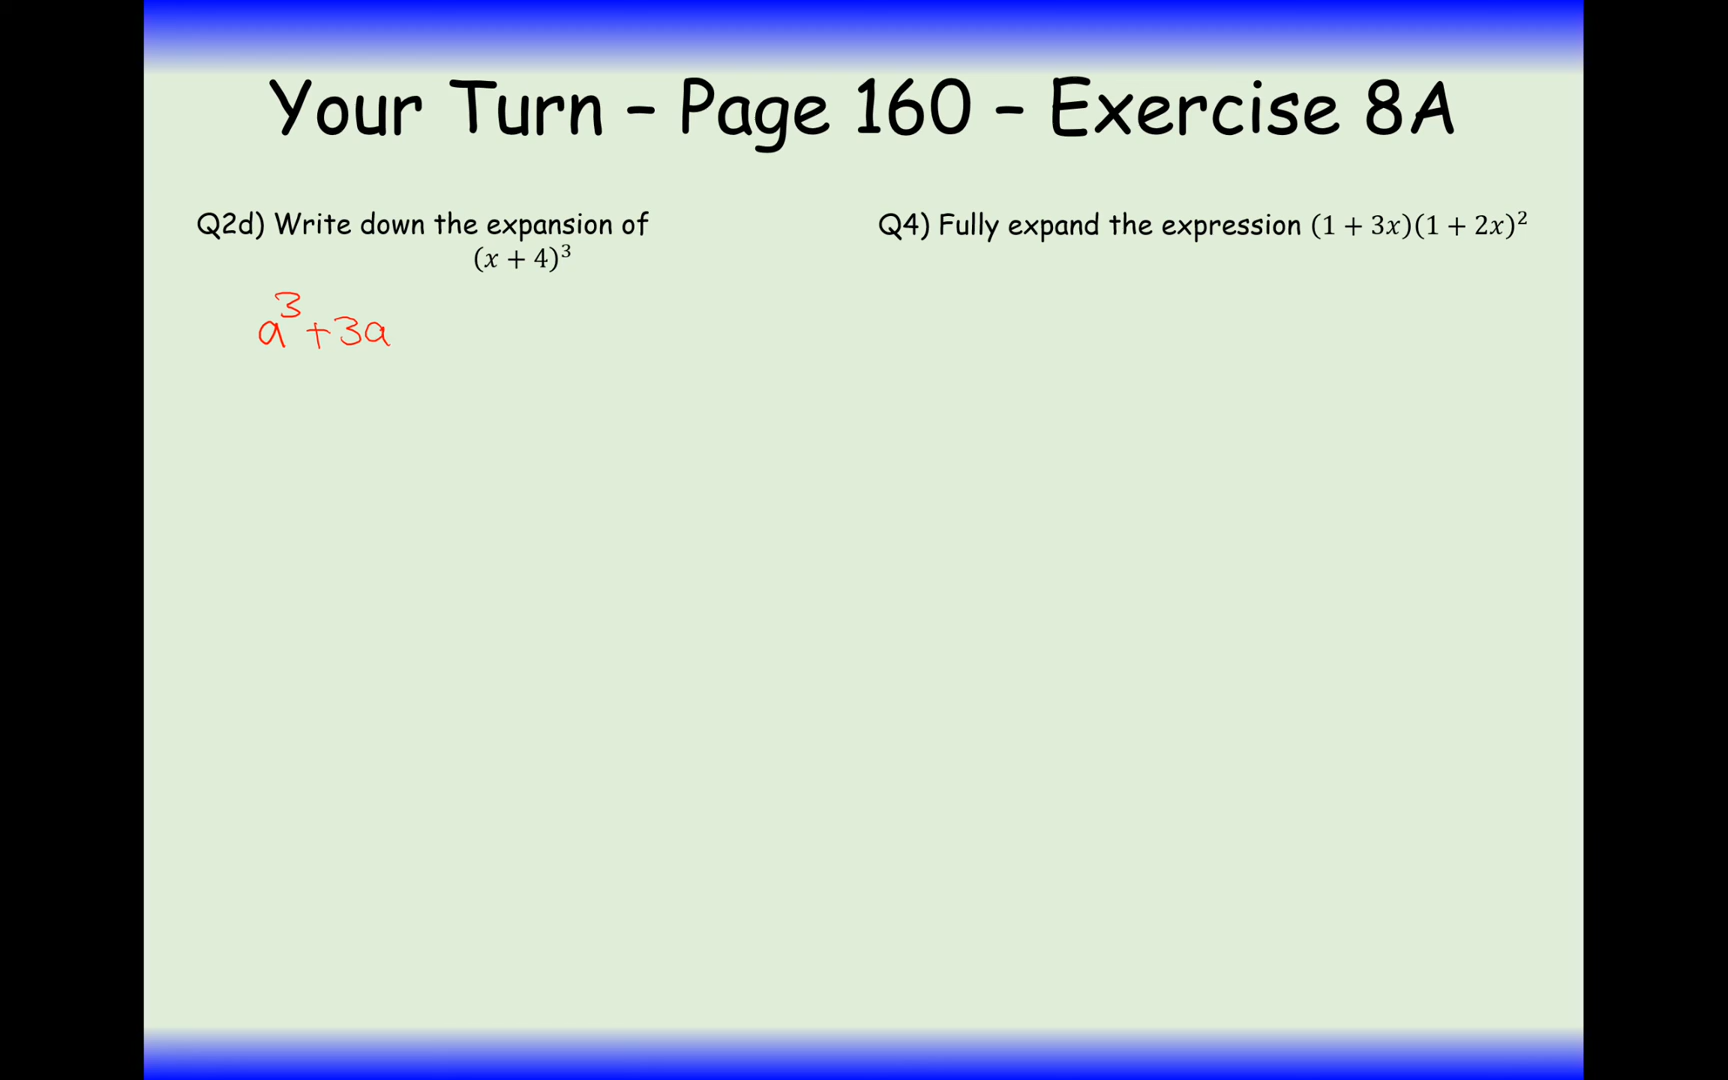 Your Turn – Page 160 – Exercise 8A
Q2d) Write down the expansion of
(x + 4)³
a³ + 3a
Q4) Fully expand the expression (1 + 3x)(1 + 2x)²